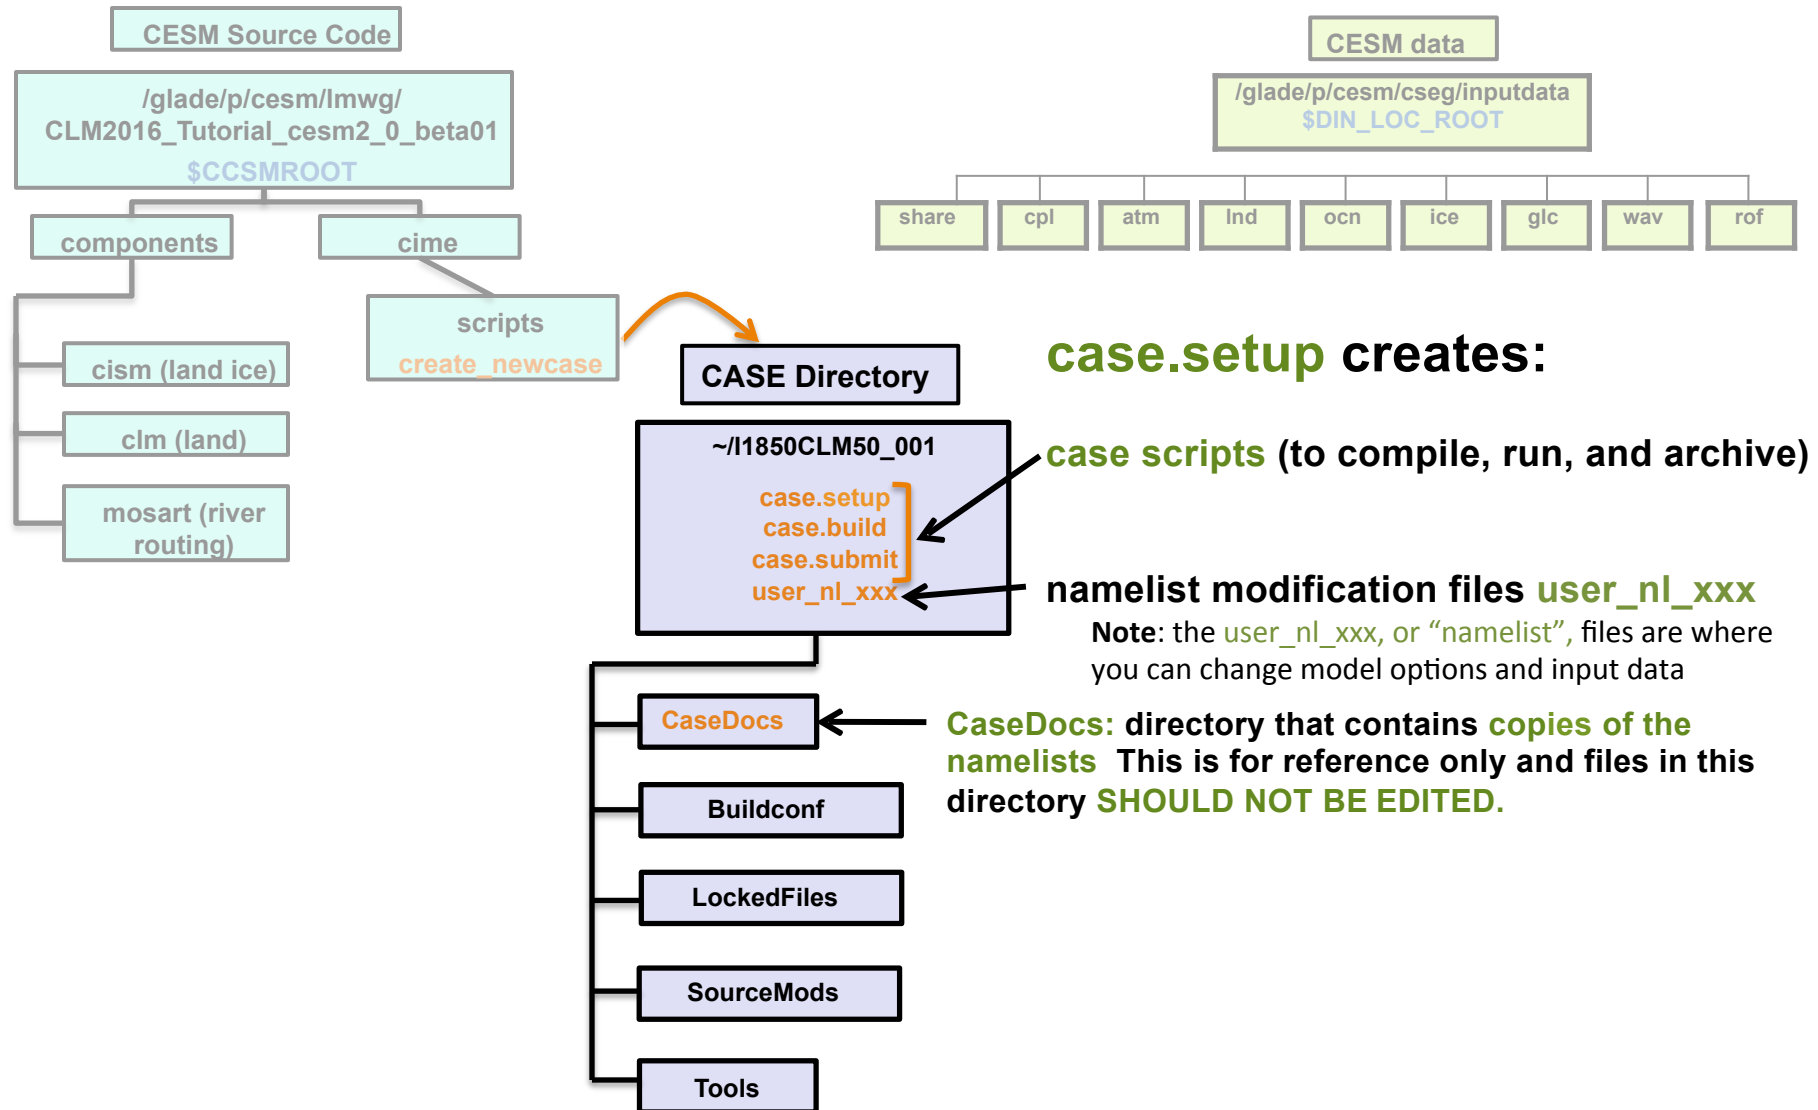 CESM Source Code
/glade/p/cesm/lmwg/
CLM2016_Tutorial_cesm2_0_beta01
$CCSMROOT
components
cime
cism (land ice)
clm (land)
mosart (river
routing)
scripts
create_newcase
CESM data
/glade/p/cesm/cseg/inputdata
$DIN_LOC_ROOT
share
cpl
atm
lnd
ocn
ice
glc
wav
rof
CASE Directory
~/I1850CLM50_001
case.setup
case.build
case.submit
user_nl_xxx
CaseDocs
Buildconf
LockedFiles
SourceMods
Tools
case.setup creates:
case scripts (to compile, run, and archive)
namelist modification files user_nl_xxx
Note: the user_nl_xxx, or “namelist”, files are where
you can change model options and input data
CaseDocs: directory that contains copies of the
namelists This is for reference only and files in this
directory SHOULD NOT BE EDITED.